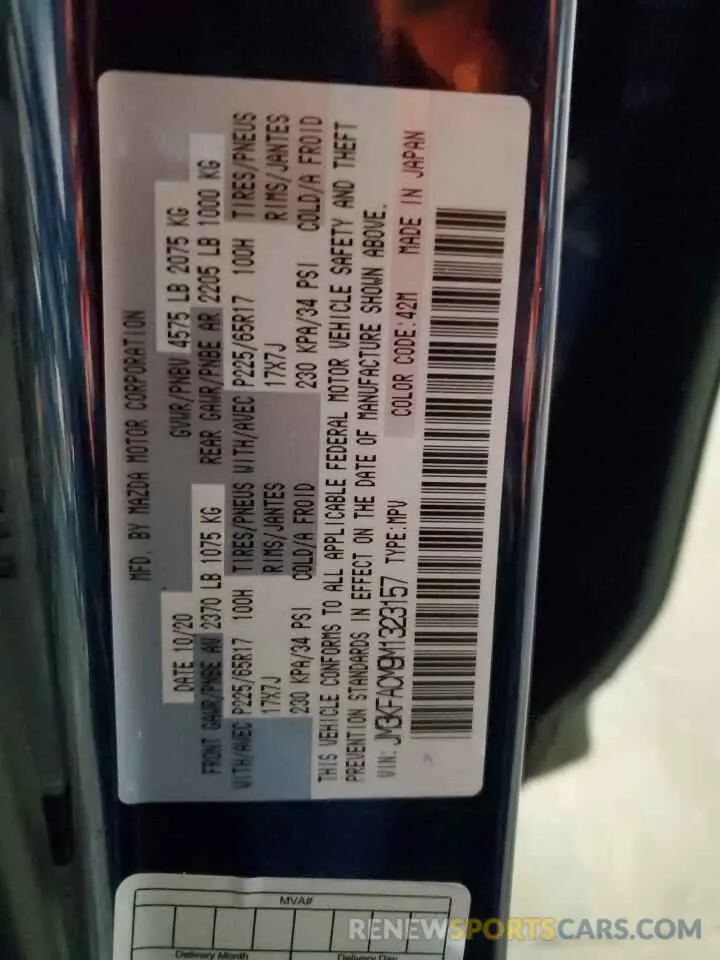 MFD. BY MAZDA MOTOR CORPORATION
DATE 10/20 GVWR/PNBV 4575 LB 2075 KG
FRONT GAWR/PNBE AV 2370 LB 1075 KG REAR GAWR/PNBE AR 2205 LB 1000 KG
WITH/AVEC P225/65R17 100H TIRES/PNEUS WITH/AVEC P225/65R17 100H TIRES/PNEUS
17X7J RIMS/JANTES 17X7J RIMS/JANTES
230 KPA/34 PSI COLD/A FROID 230 KPA/34 PSI COLD/A FROID
THIS VEHICLE CONFORMS TO ALL APPLICABLE FEDERAL MOTOR VEHICLE SAFETY AND THEFT
PREVENTION STANDARDS IN EFFECT ON THE DATE OF MANUFACTURE SHOWN ABOVE.
VIN: JM3KFACM9M1323157 TYPE:MPV COLOR CODE:42M MADE IN JAPAN
MVA#
Delivery Month Delivery Day
RENEWSPORTSCARS.COM